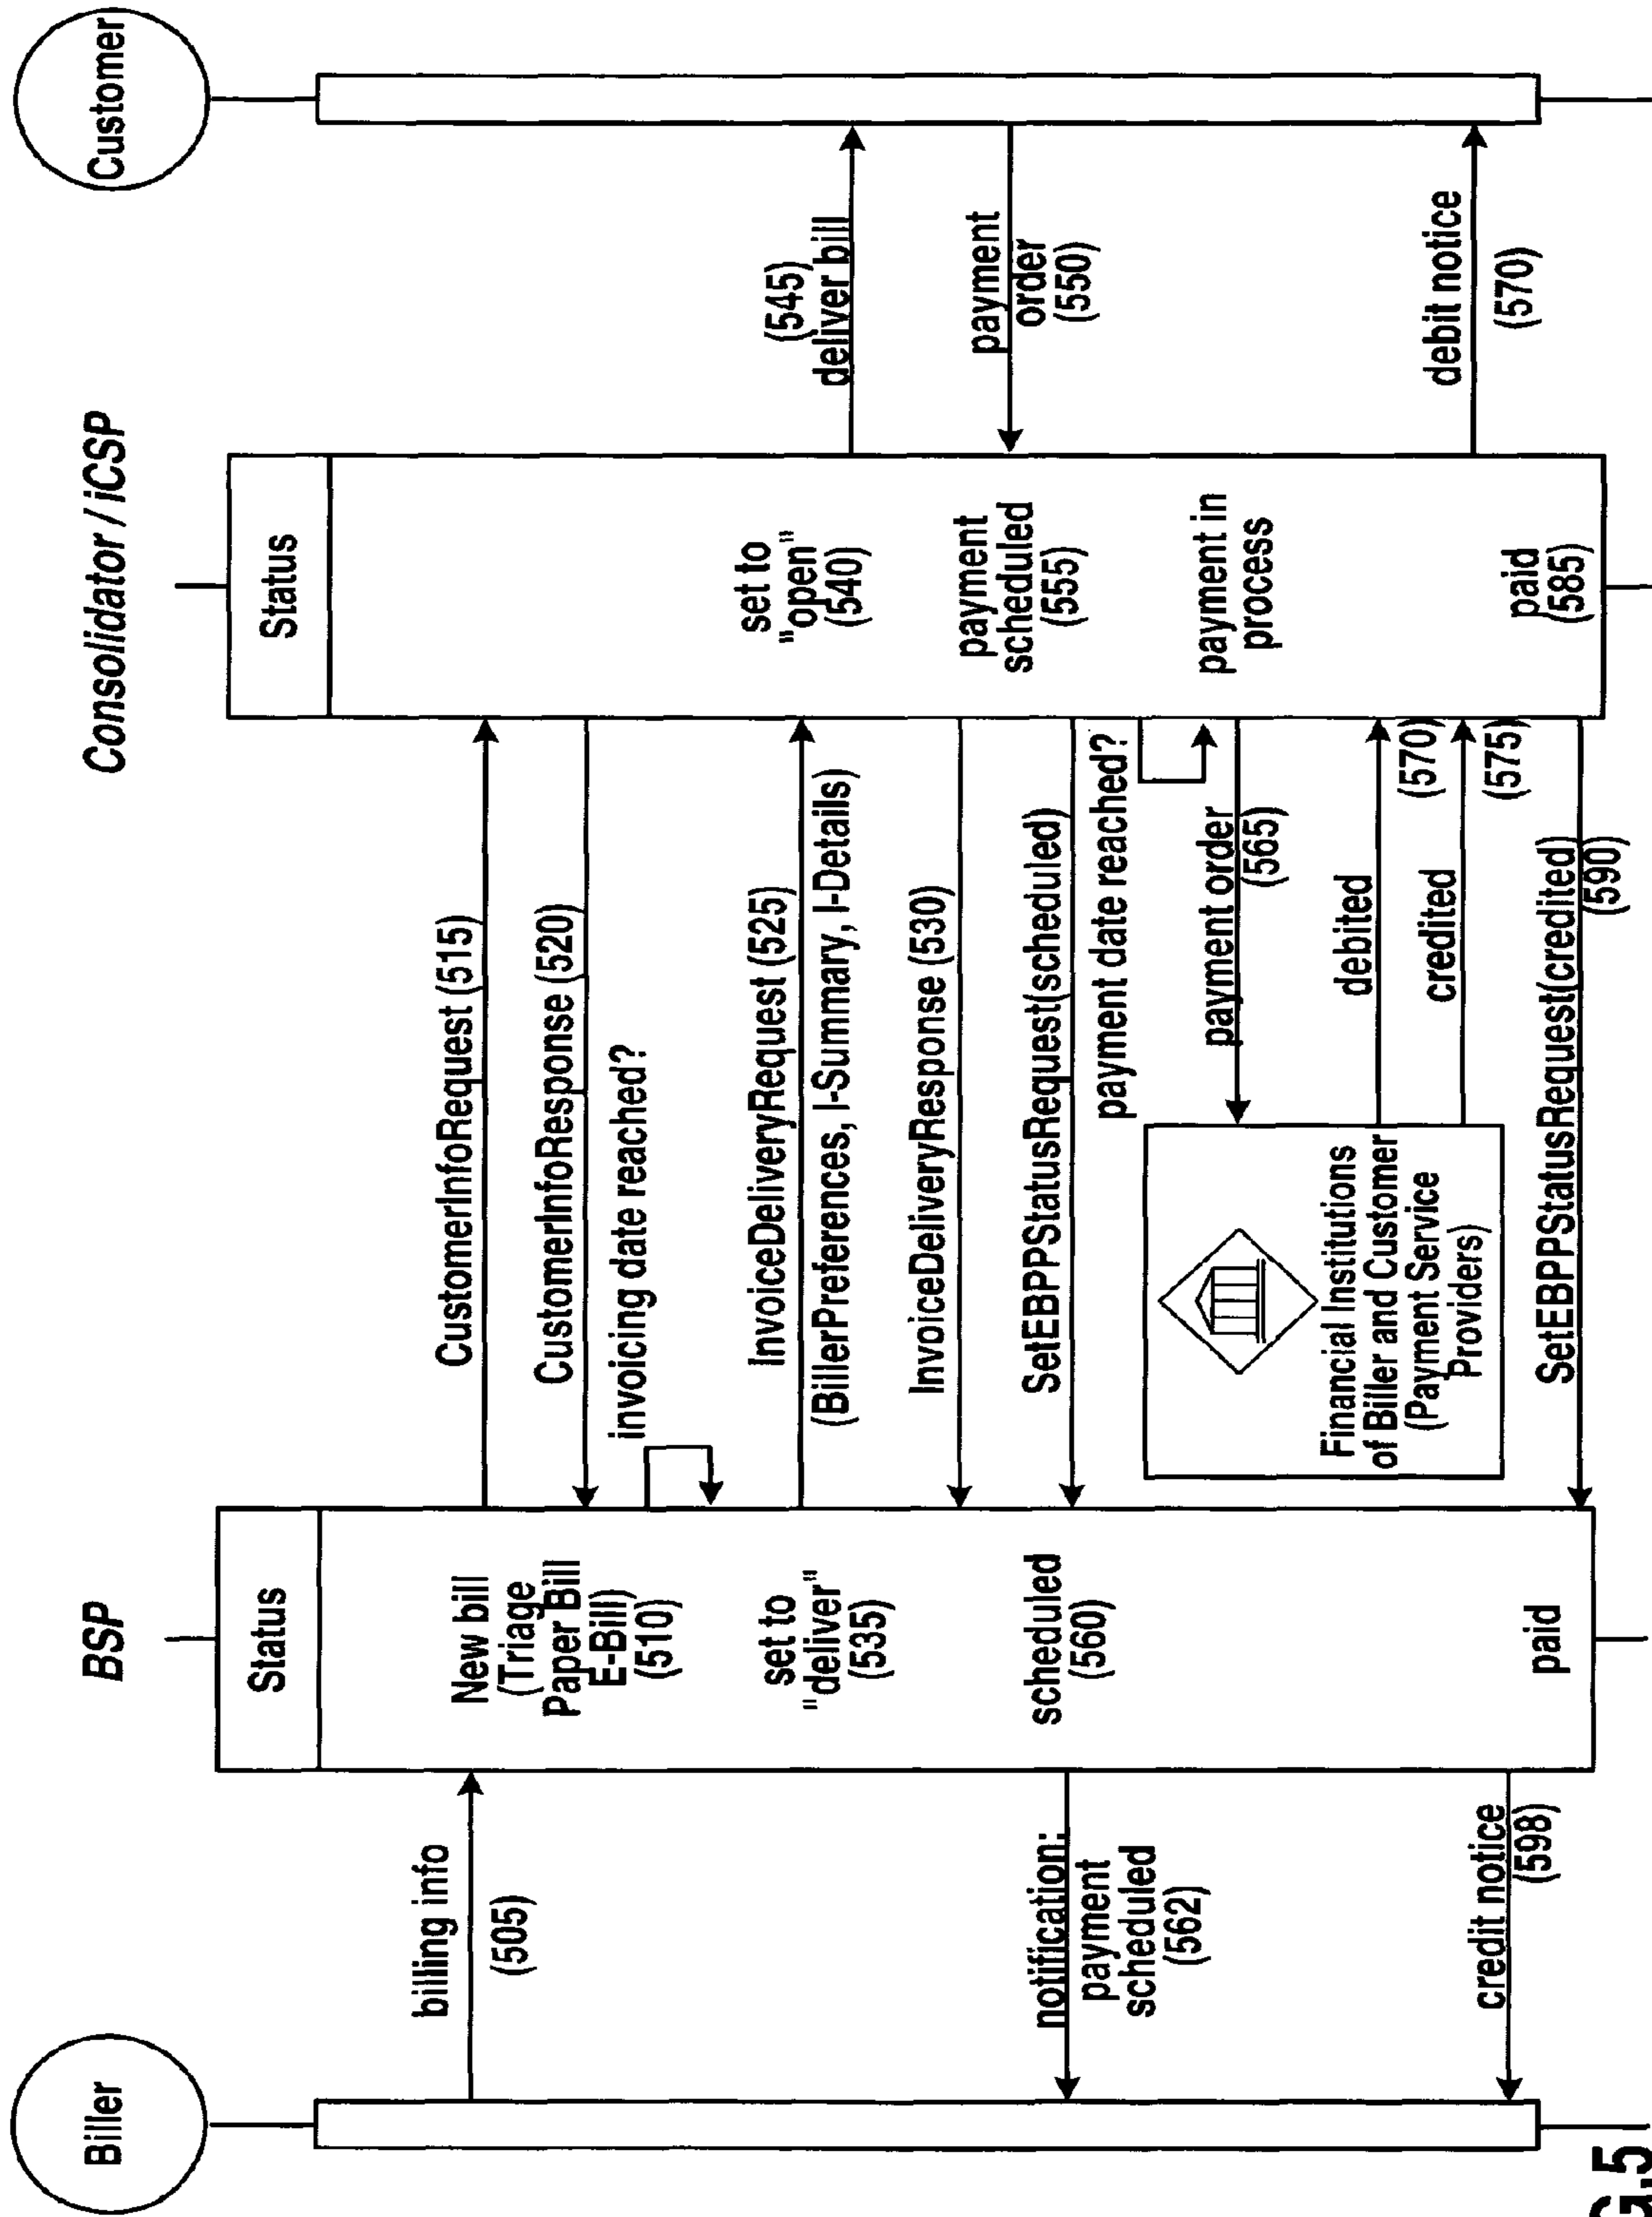 Biller
BSP
Consolidator / iCSP
Customer
Status
Status
billing info
(505)
New bill
(Triage
Paper Bill
E-Bill)
(510)
CustomerInfoRequest (515)
CustomerInfoResponse (520)
invoicing date reached?
set to
"deliver"
(535)
InvoiceDeliveryRequest (525)
(BillerPreferences, I-Summary, I-Details)
set to
"open"
(540)
(545)
deliver bill
InvoiceDeliveryResponse (530)
payment
scheduled
(555)
payment
order
(550)
notification:
payment
scheduled
(562)
scheduled
(560)
SetEBPPStatusRequest(scheduled)
payment date reached?
payment in
process
payment order
(565)
Financial Institutions
of Biller and Customer
(Payment Service
Providers)
debited
(570)
credited
(575)
debit notice
(570)
credit notice
(598)
paid
SetEBPPStatusRequest(credited)
(590)
paid
(585)
G.5